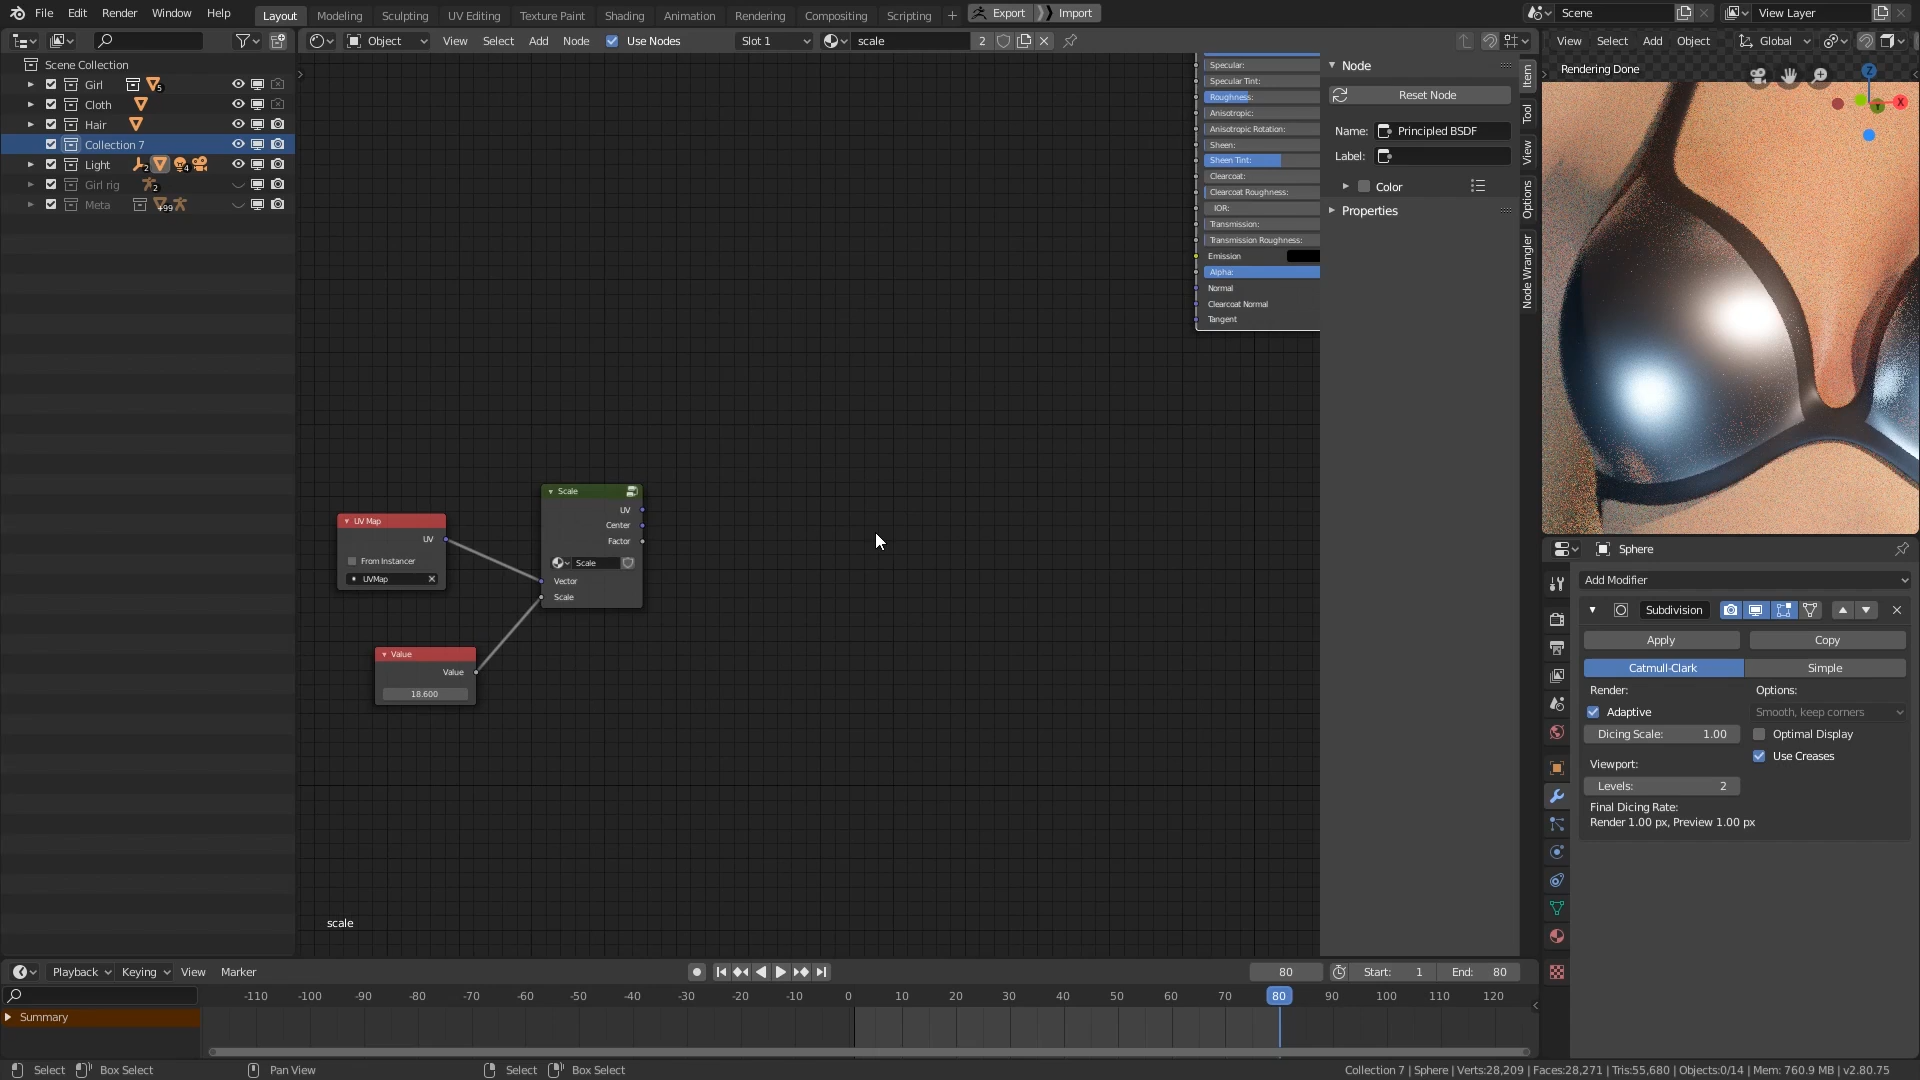 File Edit Render Window Help Layout Modeling Sculpting UV Editing Texture Paint Shading Animation Rendering Compositing Scripting + Export Import Scene View Layer
Object View Select Add Node Use Nodes Slot 1 scale 2 View Select Add Object Global
Scene Collection
Girl 5
Cloth
Hair
Collection 7
Light 2 4
Girl rig 2
Meta +99
Specular:
Specular Tint:
Roughness:
Anisotropic:
Anisotropic Rotation:
Sheen:
Sheen Tint:
Clearcoat:
Clearcoat Roughness:
IOR:
Transmission:
Transmission Roughness:
Emission
Alpha:
Normal
Clearcoat Normal
Tangent
Node
Reset Node
Name: Principled BSDF
Label:
Color
Properties
Item
Tool
View
Options
Node Wrangler
Rendering Done
Z
Y
X
UV Map
UV
From Instancer
UVMap
Scale
UV
Center
Factor
Scale
Vector
Scale
Value
Value
18.600
scale
Sphere
Add Modifier
Subdivision
Apply Copy
Catmull-Clark Simple
Render: Options:
Adaptive Smooth, keep corners
Dicing Scale: 1.00 Optimal Display
Use Creases
Viewport:
Levels: 2
Final Dicing Rate:
Render 1.00 px, Preview 1.00 px
Playback Keying View Marker 80 Start: 1 End: 80
-110 -100 -90 -80 -70 -60 -50 -40 -30 -20 -10 0 10 20 30 40 50 60 70 80 90 100 110 120
Summary
Select Box Select Pan View Select Box Select Collection 7 | Sphere | Verts:28,209 | Faces:28,271 | Tris:55,680 | Objects:0/14 | Mem: 760.9 MB | v2.80.75